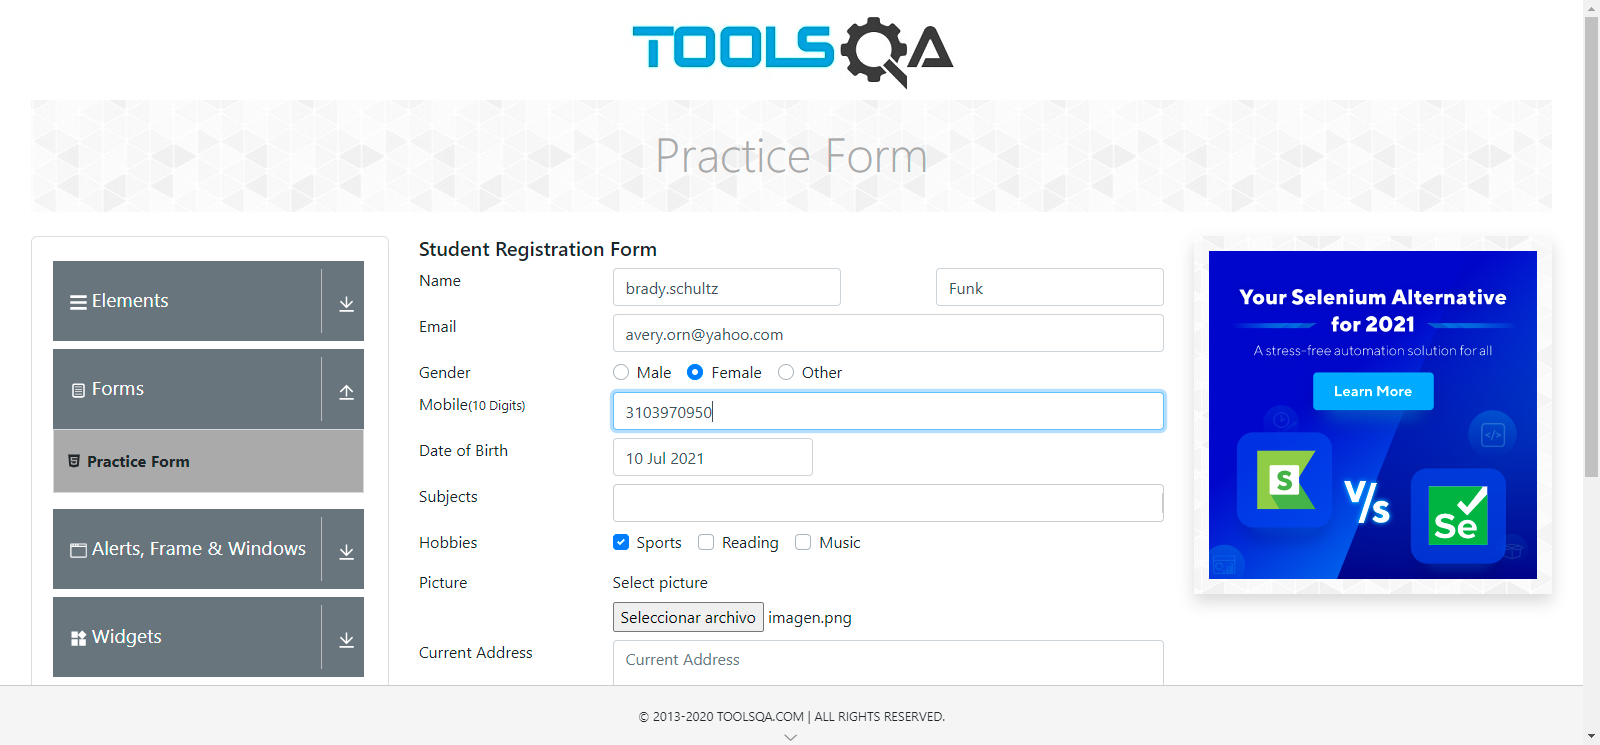 TOOLSQA
Practice Form
Elements
Forms
Practice Form
Alerts, Frame & Windows
Widgets
Student Registration Form
Name
brady.schultz
Funk
Email
avery.orn@yahoo.com
Gender
Male
Female
Other
Mobile(10 Digits)
3103970950
Date of Birth
10 Jul 2021
Subjects
Hobbies
Sports
Reading
Music
Picture
Select picture
Seleccionar archivo
imagen.png
Current Address
Current Address
Your Selenium Alternative
for 2021
A stress-free automation solution for all
Learn More
S
V/s
Se
© 2013-2020 TOOLSQA.COM | ALL RIGHTS RESERVED.